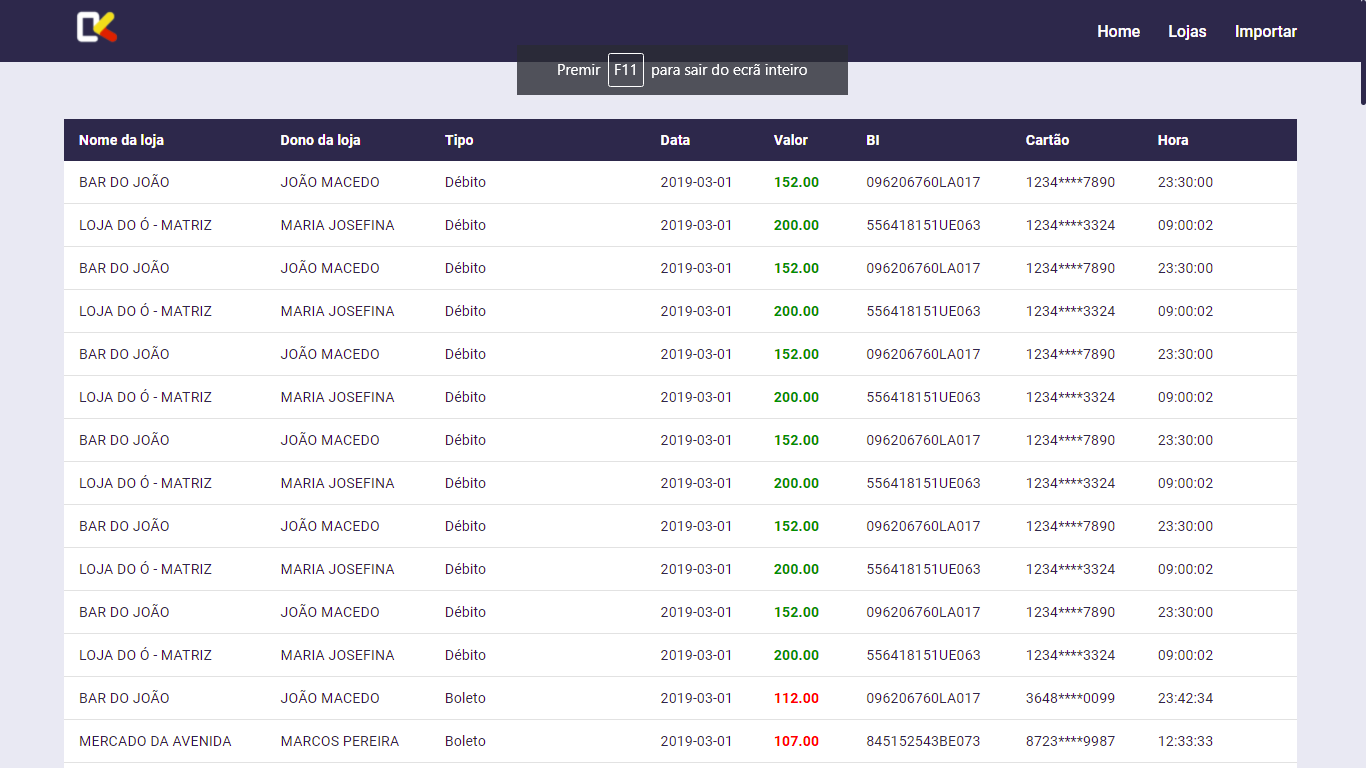 Home Lojas Importar
Premir F11 para sair do ecrã inteiro
Nome da loja Dono da loja Tipo Data Valor BI Cartão Hora
BAR DO JOÃO JOÃO MACEDO Débito 2019-03-01 152.00 096206760LA017 1234****7890 23:30:00
LOJA DO Ó - MATRIZ MARIA JOSEFINA Débito 2019-03-01 200.00 556418151UE063 1234****3324 09:00:02
BAR DO JOÃO JOÃO MACEDO Débito 2019-03-01 152.00 096206760LA017 1234****7890 23:30:00
LOJA DO Ó - MATRIZ MARIA JOSEFINA Débito 2019-03-01 200.00 556418151UE063 1234****3324 09:00:02
BAR DO JOÃO JOÃO MACEDO Débito 2019-03-01 152.00 096206760LA017 1234****7890 23:30:00
LOJA DO Ó - MATRIZ MARIA JOSEFINA Débito 2019-03-01 200.00 556418151UE063 1234****3324 09:00:02
BAR DO JOÃO JOÃO MACEDO Débito 2019-03-01 152.00 096206760LA017 1234****7890 23:30:00
LOJA DO Ó - MATRIZ MARIA JOSEFINA Débito 2019-03-01 200.00 556418151UE063 1234****3324 09:00:02
BAR DO JOÃO JOÃO MACEDO Débito 2019-03-01 152.00 096206760LA017 1234****7890 23:30:00
LOJA DO Ó - MATRIZ MARIA JOSEFINA Débito 2019-03-01 200.00 556418151UE063 1234****3324 09:00:02
BAR DO JOÃO JOÃO MACEDO Débito 2019-03-01 152.00 096206760LA017 1234****7890 23:30:00
LOJA DO Ó - MATRIZ MARIA JOSEFINA Débito 2019-03-01 200.00 556418151UE063 1234****3324 09:00:02
BAR DO JOÃO JOÃO MACEDO Boleto 2019-03-01 112.00 096206760LA017 3648****0099 23:42:34
MERCADO DA AVENIDA MARCOS PEREIRA Boleto 2019-03-01 107.00 845152543BE073 8723****9987 12:33:33